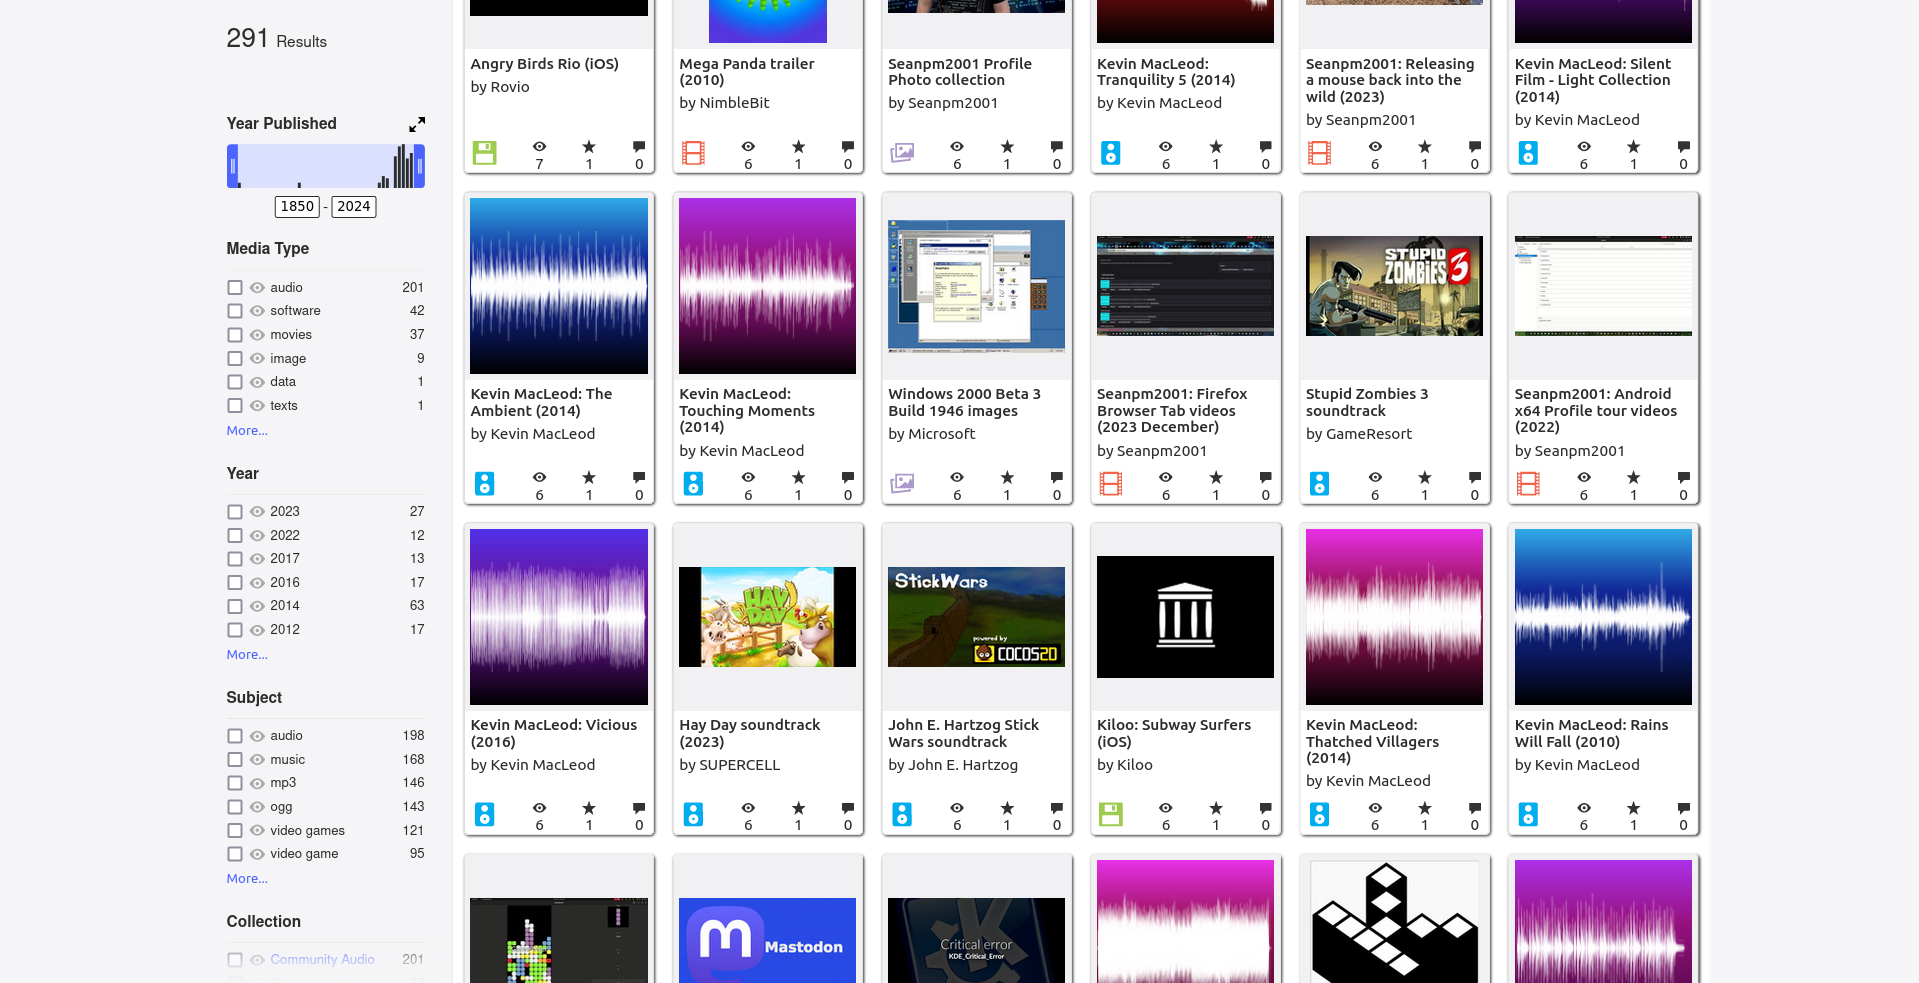 291 Results
Year Published
1850 - 2024
Media Type
audio 201
software 42
movies 37
image 9
data 1
texts 1
More...
Year
2023 27
2022 12
2017 13
2016 17
2014 63
2012 17
More...
Subject
audio 198
music 168
mp3 146
ogg 143
video games 121
video game 95
More...
Collection
Community Audio 201
Angry Birds Rio (iOS)
by Rovio
7 1 0
Mega Panda trailer
(2010)
by NimbleBit
6 1 0
Seanpm2001 Profile
Photo collection
by Seanpm2001
6 1 0
Kevin MacLeod:
Tranquility 5 (2014)
by Kevin MacLeod
6 1 0
Seanpm2001: Releasing
a mouse back into the
wild (2023)
by Seanpm2001
6 1 0
Kevin MacLeod: Silent
Film - Light Collection
(2014)
by Kevin MacLeod
6 1 0
Kevin MacLeod: The
Ambient (2014)
by Kevin MacLeod
6 1 0
Kevin MacLeod:
Touching Moments
(2014)
by Kevin MacLeod
6 1 0
Windows 2000 Beta 3
Build 1946 images
by Microsoft
6 1 0
Seanpm2001: Firefox
Browser Tab videos
(2023 December)
by Seanpm2001
6 1 0
STUPID
ZOMBIES 3
Stupid Zombies 3
soundtrack
by GameResort
6 1 0
Seanpm2001: Android
x64 Profile tour videos
(2022)
by Seanpm2001
6 1 0
Kevin MacLeod: Vicious
(2016)
by Kevin MacLeod
6 1 0
HAY
DAY
Hay Day soundtrack
(2023)
by SUPERCELL
6 1 0
StickWars
powered by
COCOS2D
John E. Hartzog Stick
Wars soundtrack
by John E. Hartzog
6 1 0
Kiloo: Subway Surfers
(iOS)
by Kiloo
6 1 0
Kevin MacLeod:
Thatched Villagers
(2014)
by Kevin MacLeod
6 1 0
Kevin MacLeod: Rains
Will Fall (2010)
by Kevin MacLeod
6 1 0
Mastodon
Critical error
KDE_Critical_Error